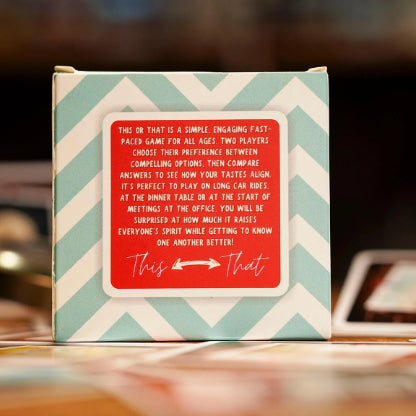 THIS OR THAT IS A SIMPLE, ENGAGING FAST-
PACED GAME FOR ALL AGES. TWO PLAYERS
CHOOSE THEIR PREFERENCE BETWEEN
COMPELLING OPTIONS, THEN COMPARE
ANSWERS TO SEE HOW YOUR TASTES ALIGN.
IT'S PERFECT TO PLAY ON LONG CAR RIDES,
AT THE DINNER TABLE OR AT THE START OF
MEETINGS AT THE OFFICE. YOU WILL BE
SURPRISED AT HOW MUCH IT RAISES
EVERYONE'S SPIRIT WHILE GETTING TO KNOW
ONE ANOTHER BETTER!
This That